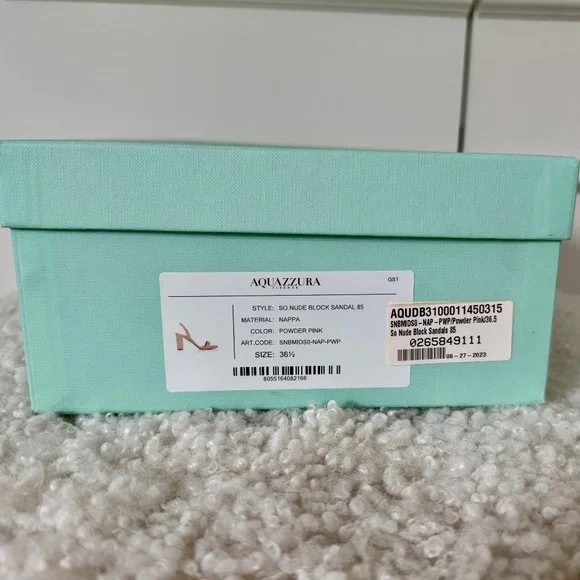 AQUAZZURA
FIRENZE
GS1
STYLE: SO NUDE BLOCK SANDAL 85
MATERIAL: NAPPA
COLOR: POWDER PINK
ART.CODE: SNBMIDS0-NAP-PWP
SIZE: 36½
8055164082166
AQUDB3100011450315
SNBMIDS0-NAP-PWP/Powder Pink/36.5
So Nude Block Sandals 85
0265849111
06-27-2023